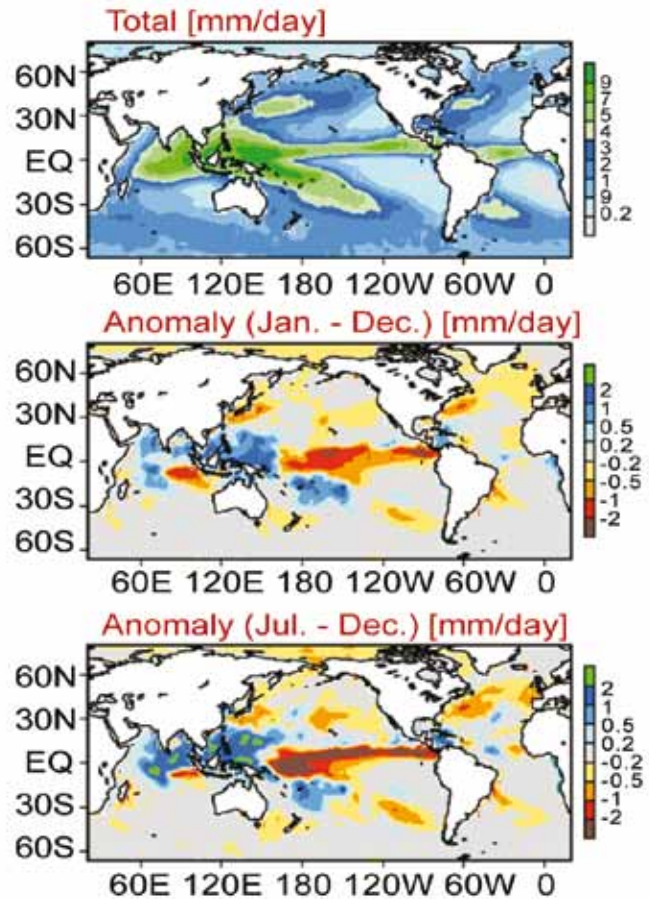 Total [mm/day]
60N
30N
EQ
30S
60S
60E 120E 180 120W 60W 0
9
7
5
4
3
2
1
9
0.2
Anomaly (Jan. - Dec.) [mm/day]
60N
30N
EQ
30S
60S
60E 120E 180 120W 60W 0
2
1
0.5
0.2
-0.2
-0.5
-1
-2
Anomaly (Jul. - Dec.) [mm/day]
60N
30N
EQ
30S
60S
60E 120E 180 120W 60W 0
2
1
0.5
0.2
-0.2
-0.5
-1
-2